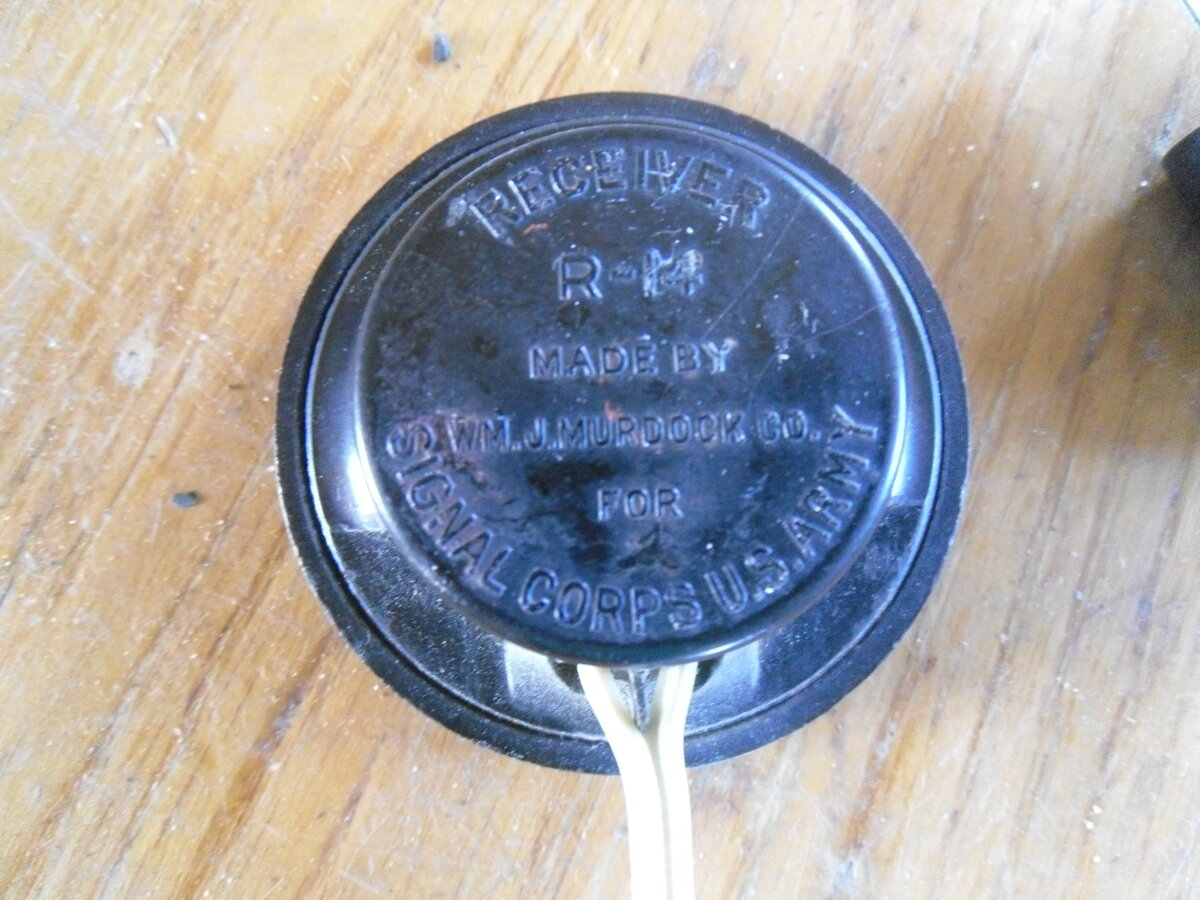 RECEIVER
R-14
MADE BY
WM. J. MURDOCK CO.
FOR
SIGNAL CORPS U.S. ARMY